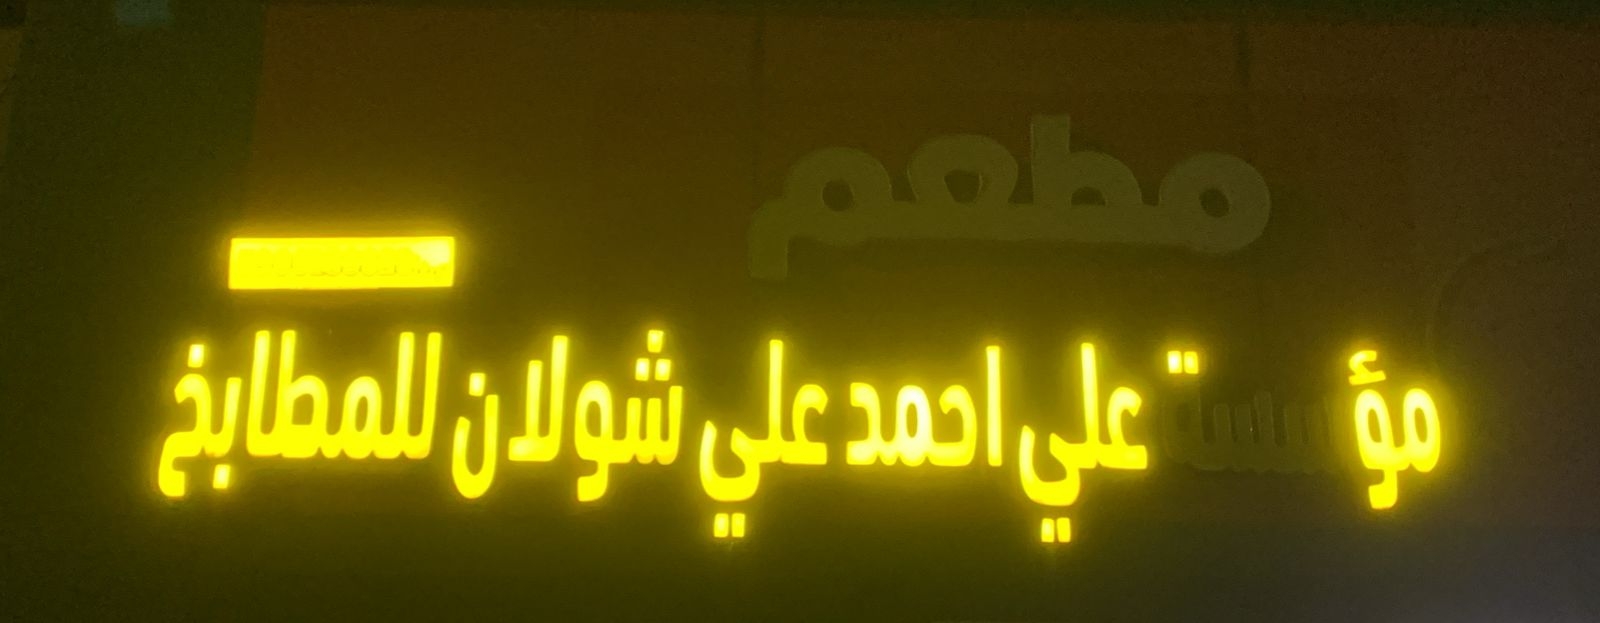 مطعم
مؤسسة علي احمد علي شولان للمطابخ